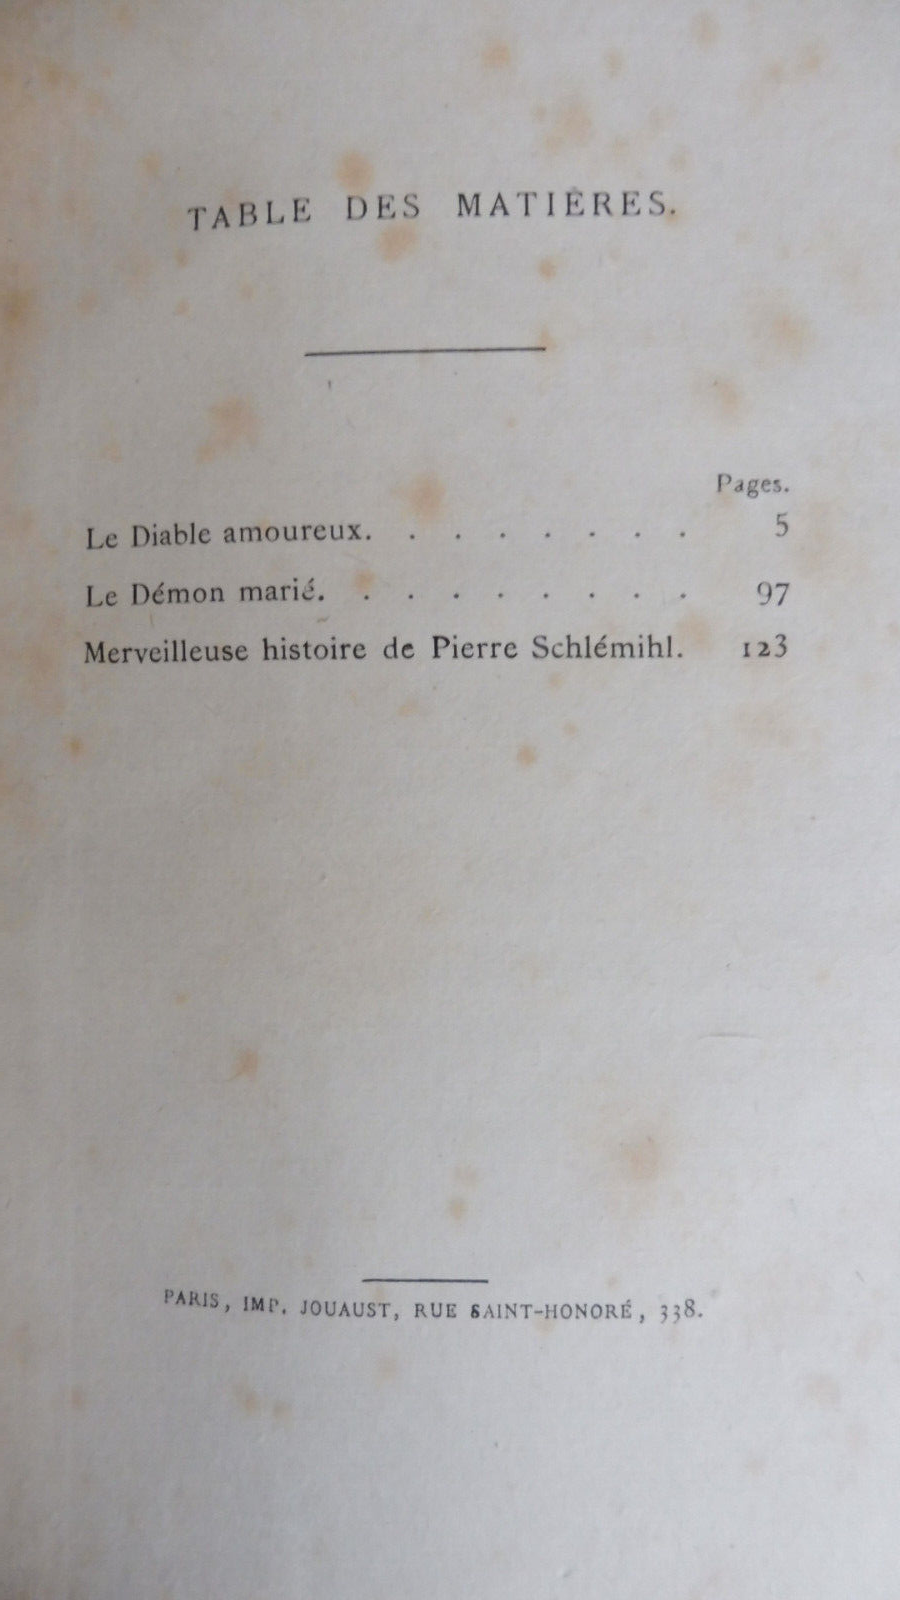 TABLE DES MATIÈRES.
Pages.
Le Diable amoureux. . . . . . . . 5
Le Démon marié. . . . . . . . . 97
Merveilleuse histoire de Pierre Schlémihl. 123
PARIS, IMP. JOUAUST, RUE SAINT-HONORÉ, 338.